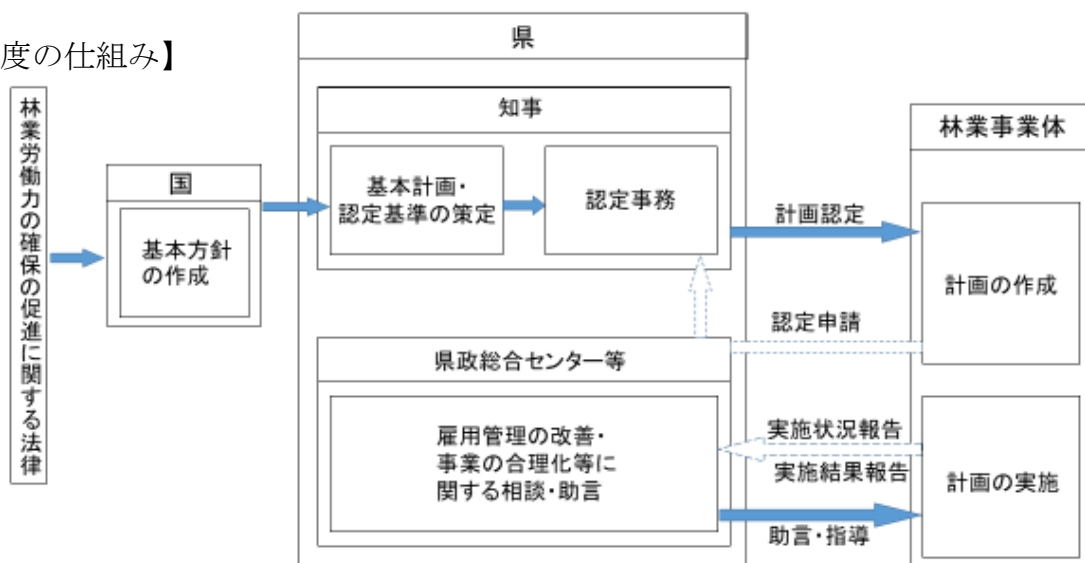 度の仕組み】
林業労働力の確保の促進に関する法律
国
基本方針
の作成
県
知事
基本計画・
認定基準の策定
認定事務
県政総合センター等
雇用管理の改善・
事業の合理化等に
関する相談・助言
計画認定
認定申請
実施状況報告
実施結果報告
助言・指導
林業事業体
計画の作成
計画の実施